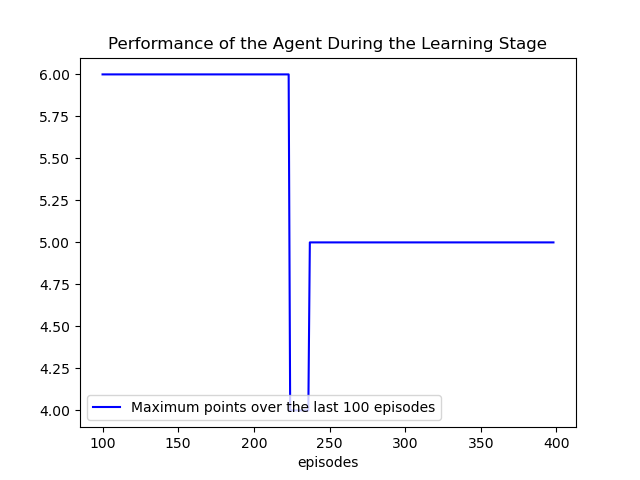 Performance of the Agent During the Learning Stage
6.00
5.75
5.50
5.25
5.00
4.75
4.50
4.25
4.00
Maximum points over the last 100 episodes
100 150 200 250 300 350 400
episodes